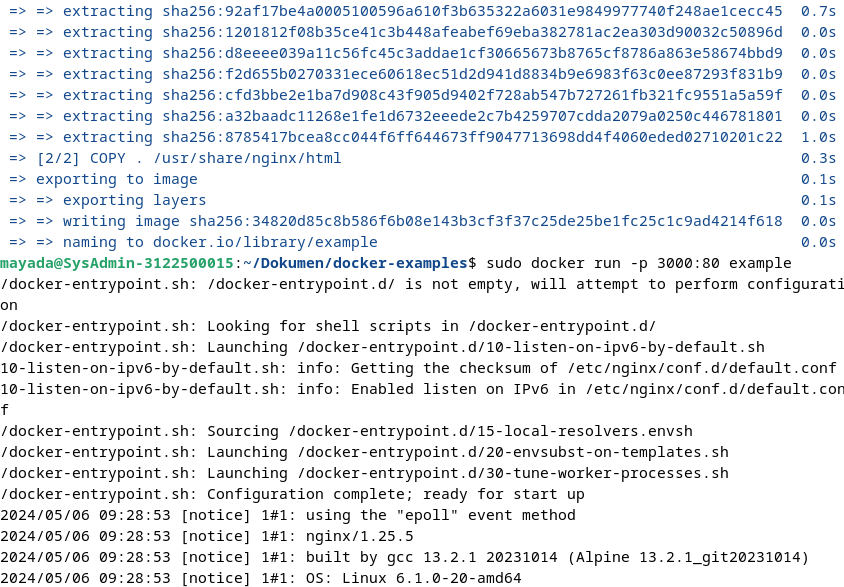 => => extracting sha256:92af17be4a0005100596a610f3b635322a6031e9849977740f248ae1cecc45 0.7s
=> => extracting sha256:1201812f08b35ce41c3b448afeabef69eba382781ac2ea303d90032c50896d 0.0s
=> => extracting sha256:d8eeee039a11c56fc45c3addae1cf30665673b8765cf8786a863e58674bbd9 0.0s
=> => extracting sha256:f2d655b0270331ece60618ec51d2d941d8834b9e6983f63c0ee87293f831b9 0.0s
=> => extracting sha256:cfd3bbe2e1ba7d908c43f905d9402f728ab547b727261fb321fc9551a5a59f 0.0s
=> => extracting sha256:a32baadc11268e1fe1d6732eeede2c7b4259707cdda2079a0250c446781801 0.0s
=> => extracting sha256:8785417bcea8cc044f6ff644673ff9047713698dd4f4060eded02710201c22 1.0s
=> [2/2] COPY . /usr/share/nginx/html 0.3s
=> exporting to image 0.1s
=> => exporting layers 0.1s
=> => writing image sha256:34820d85c8b586f6b08e143b3cf3f37c25de25be1fc25c1c9ad4214f618 0.0s
=> => naming to docker.io/library/example 0.0s
mayada@SysAdmin-3122500015:~/Dokumen/docker-examples$ sudo docker run -p 3000:80 example
/docker-entrypoint.sh: /docker-entrypoint.d/ is not empty, will attempt to perform configurati
on
/docker-entrypoint.sh: Looking for shell scripts in /docker-entrypoint.d/
/docker-entrypoint.sh: Launching /docker-entrypoint.d/10-listen-on-ipv6-by-default.sh
10-listen-on-ipv6-by-default.sh: info: Getting the checksum of /etc/nginx/conf.d/default.conf
10-listen-on-ipv6-by-default.sh: info: Enabled listen on IPv6 in /etc/nginx/conf.d/default.con
f
/docker-entrypoint.sh: Sourcing /docker-entrypoint.d/15-local-resolvers.envsh
/docker-entrypoint.sh: Launching /docker-entrypoint.d/20-envsubst-on-templates.sh
/docker-entrypoint.sh: Launching /docker-entrypoint.d/30-tune-worker-processes.sh
/docker-entrypoint.sh: Configuration complete; ready for start up
2024/05/06 09:28:53 [notice] 1#1: using the "epoll" event method
2024/05/06 09:28:53 [notice] 1#1: nginx/1.25.5
2024/05/06 09:28:53 [notice] 1#1: built by gcc 13.2.1 20231014 (Alpine 13.2.1_git20231014)
2024/05/06 09:28:53 [notice] 1#1: OS: Linux 6.1.0-20-amd64